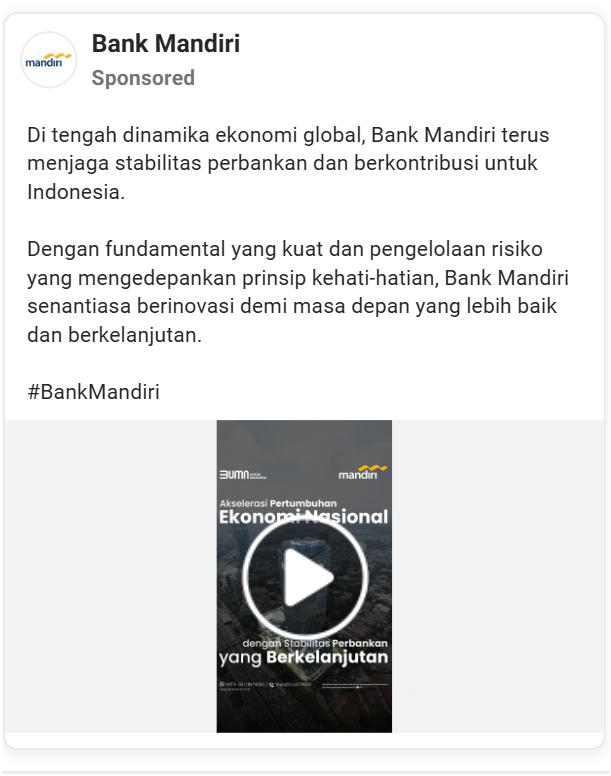 mandiri
Bank Mandiri
Sponsored
Di tengah dinamika ekonomi global, Bank Mandiri terus
menjaga stabilitas perbankan dan berkontribusi untuk
Indonesia.
Dengan fundamental yang kuat dan pengelolaan risiko
yang mengedepankan prinsip kehati-hatian, Bank Mandiri
senantiasa berinovasi demi masa depan yang lebih baik
dan berkelanjutan.
#BankMandiri
BUMN
mandiri
Akselerasi Pertumbuhan
Ekonomi Nasional
dengan Stabilitas Perbankan
yang Berkelanjutan